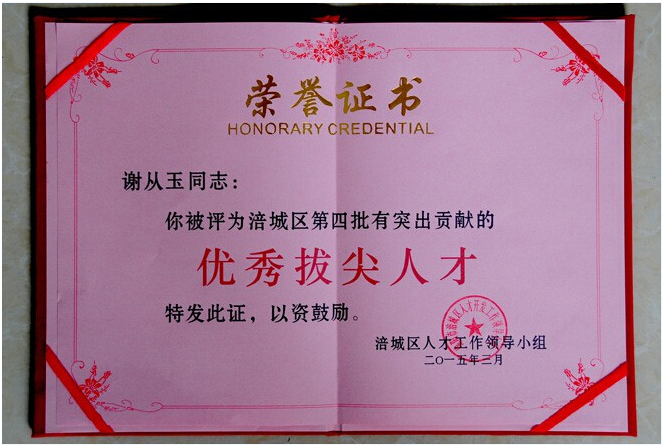 荣誉证书
HONORARY CREDENTIAL
谢从玉同志：
你被评为涪城区第四批有突出贡献的
优秀拔尖人才
特发此证，以资鼓励。
涪城区人才工作领导小组
二〇一五年三月